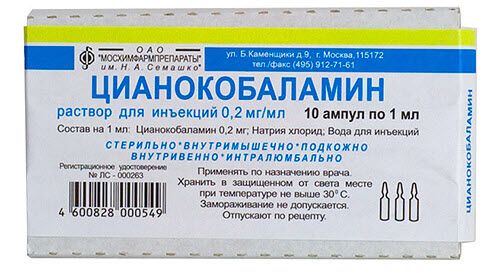 ОАО
"МОСХИМФАРМПРЕПАРАТЫ"
им. Н.А. Семашко"
ул. Б.Каменщики д.9, г. Москва,115172
тел./факс (495) 912-71-61
ЦИАНОКОБАЛАМИН
раствор для инъекций 0,2 мг/мл
10 ампул по 1 мл
Состав на 1 мл: Цианокобаламин 0,2 мг; Натрия хлорид; Вода для инъекций
СТЕРИЛЬНО*ВНУТРИМЫШЕЧНО*ПОДКОЖНО
ВНУТРИВЕННО*ИНТРАЛЮМБАЛЬНО
Регистрационное удостоверение
№ ЛС - 000263
Применять по назначению врача.
Хранить в защищенном от света месте
при температуре не выше 30°С.
Замораживание не допускается.
Отпускают по рецепту.
4 600828 000549
ЦИАНОКОБАЛАМИН